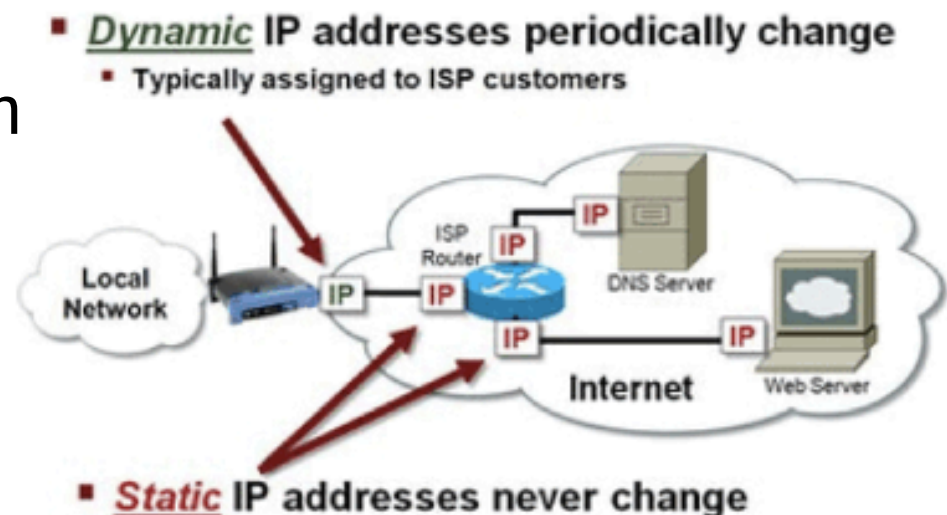 ▪ Dynamic IP addresses periodically change
▪ Typically assigned to ISP customers
n
Local
Network
IP
IP
ISP
Router
IP
IP
DNS Server
IP
IP
Web Server
Internet
▪ Static IP addresses never change